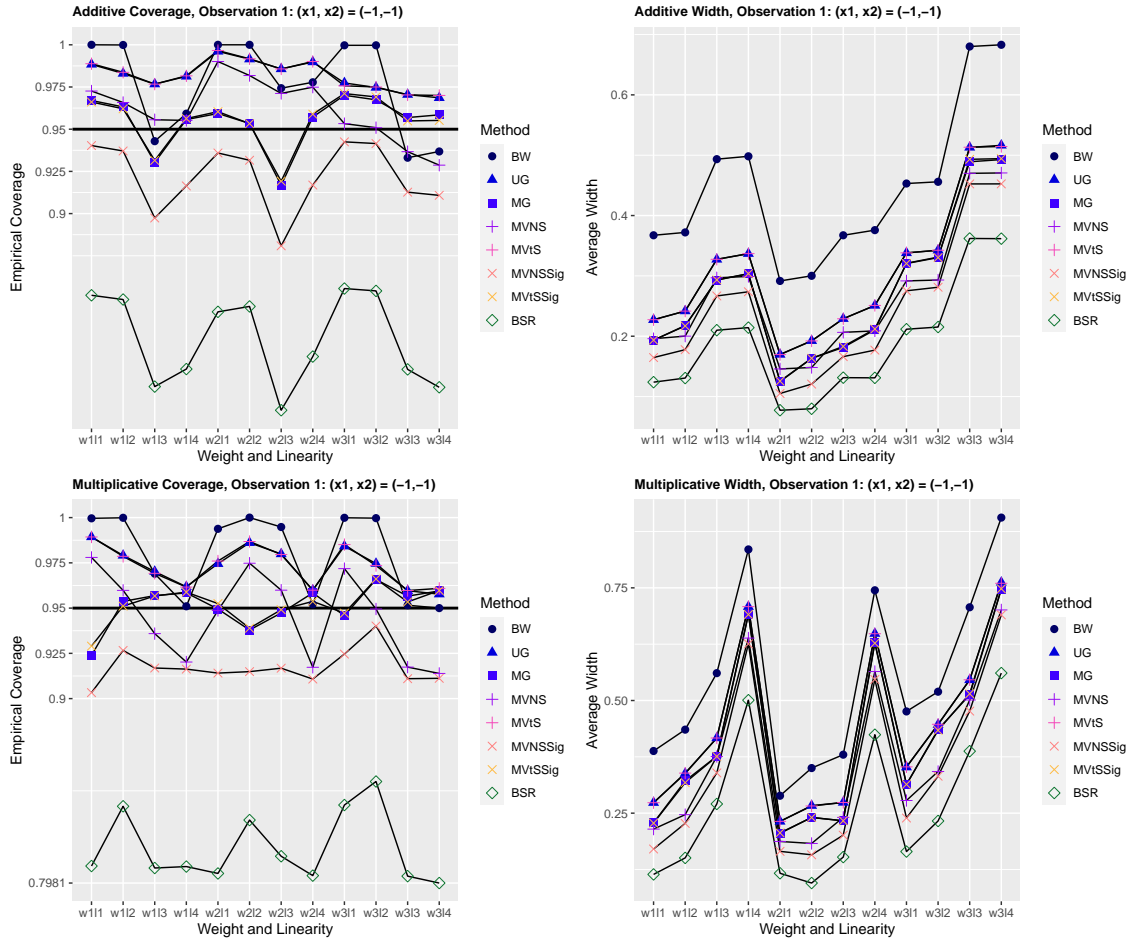 Additive Coverage, Observation 1: (x1, x2) = (−1,−1)
1
0.975
0.95
0.925
0.9
Empirical Coverage
w1l1 w1l2 w1l3 w1l4 w2l1 w2l2 w2l3 w2l4 w3l1 w3l2 w3l3 w3l4
Weight and Linearity
Method
BW
UG
MG
MVNS
MVtS
MVNSSig
MVtSSig
BSR
Additive Width, Observation 1: (x1, x2) = (−1,−1)
0.6
0.4
0.2
Average Width
w1l1 w1l2 w1l3 w1l4 w2l1 w2l2 w2l3 w2l4 w3l1 w3l2 w3l3 w3l4
Weight and Linearity
Method
BW
UG
MG
MVNS
MVtS
MVNSSig
MVtSSig
BSR
Multiplicative Coverage, Observation 1: (x1, x2) = (−1,−1)
1
0.975
0.95
0.925
0.9
0.7981
Empirical Coverage
w1l1 w1l2 w1l3 w1l4 w2l1 w2l2 w2l3 w2l4 w3l1 w3l2 w3l3 w3l4
Weight and Linearity
Method
BW
UG
MG
MVNS
MVtS
MVNSSig
MVtSSig
BSR
Multiplicative Width, Observation 1: (x1, x2) = (−1,−1)
0.75
0.50
0.25
Average Width
w1l1 w1l2 w1l3 w1l4 w2l1 w2l2 w2l3 w2l4 w3l1 w3l2 w3l3 w3l4
Weight and Linearity
Method
BW
UG
MG
MVNS
MVtS
MVNSSig
MVtSSig
BSR